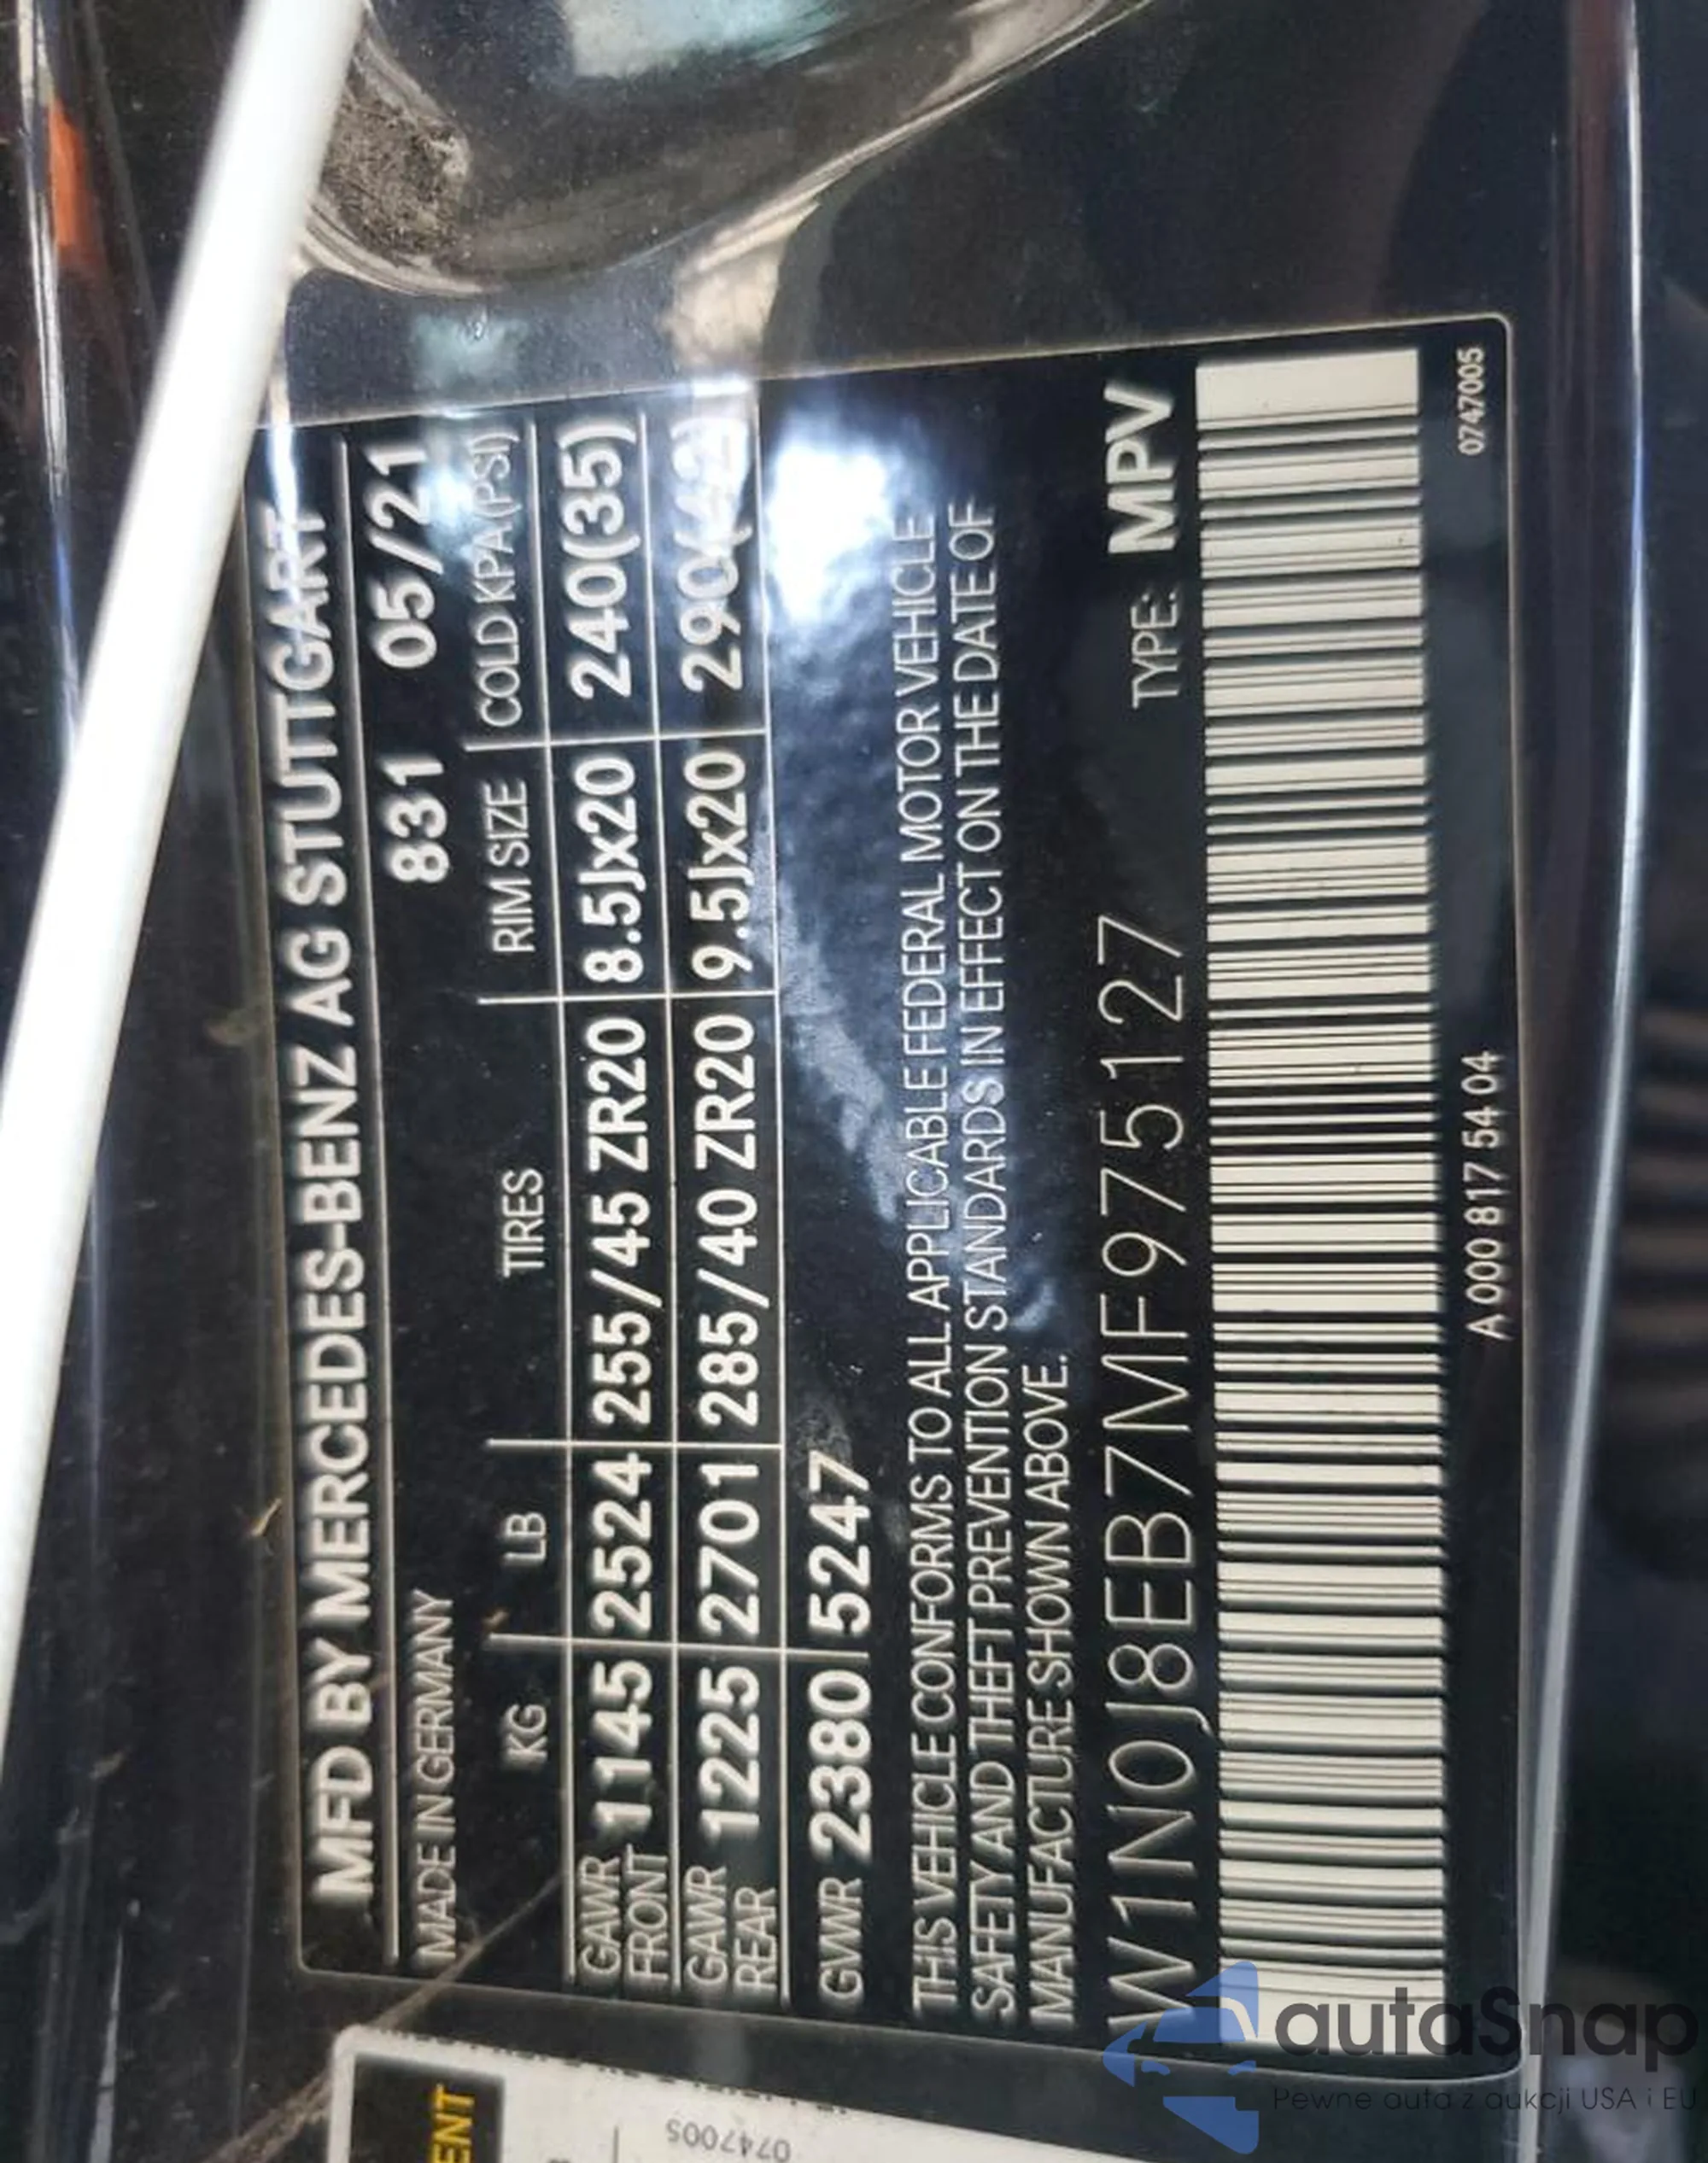 MFD BY MERCEDES-BENZ AG STUTTGART
MADE IN GERMANY 831 05/21
KG LB TIRES RIM SIZE COLD KPA(PSI)
GAWR FRONT 1145 2524 255/45 ZR20 8.5Jx20 240(35)
GAWR REAR 1225 2701 285/40 ZR20 9.5Jx20 290(42)
GVWR 2380 5247
THIS VEHICLE CONFORMS TO ALL APPLICABLE FEDERAL MOTOR VEHICLE
SAFETY AND THEFT PREVENTION STANDARDS IN EFFECT ON THE DATE OF
MANUFACTURE SHOWN ABOVE.
W1N0J8EB7MF975127 TYPE: MPV
A 000 817 54 04 0747005
ENT
0747005
autaSnap
Pewne auta z aukcji USA i EU